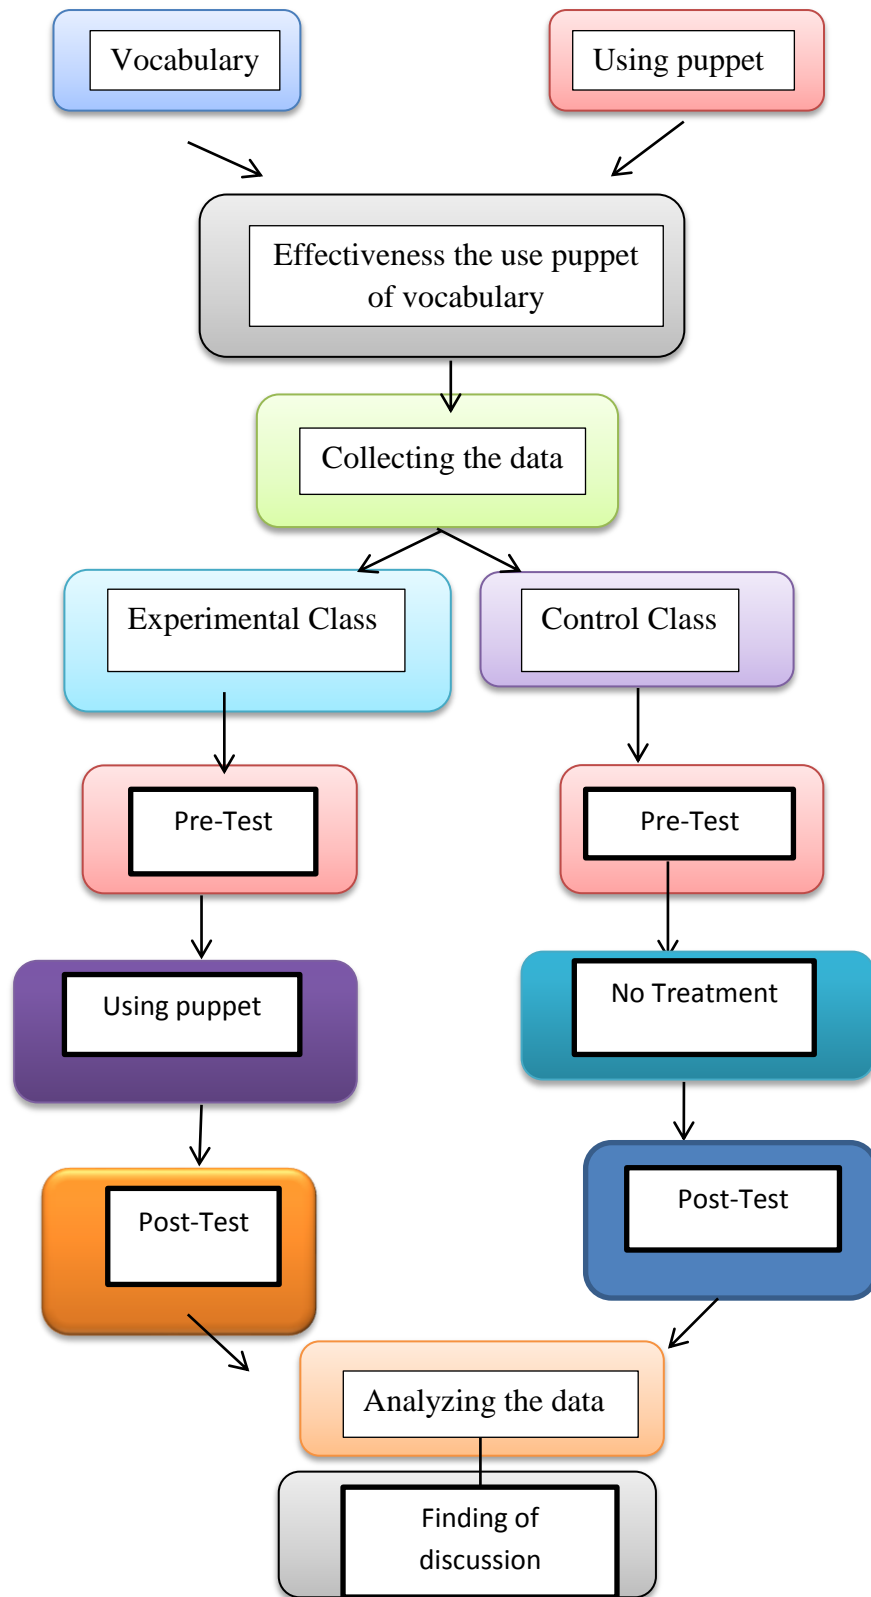 Vocabulary
Using puppet
Effectiveness the use puppet
of vocabulary
Collecting the data
Experimental Class
Control Class
Pre-Test
Pre-Test
Using puppet
No Treatment
Post-Test
Post-Test
Analyzing the data
Finding of
discussion